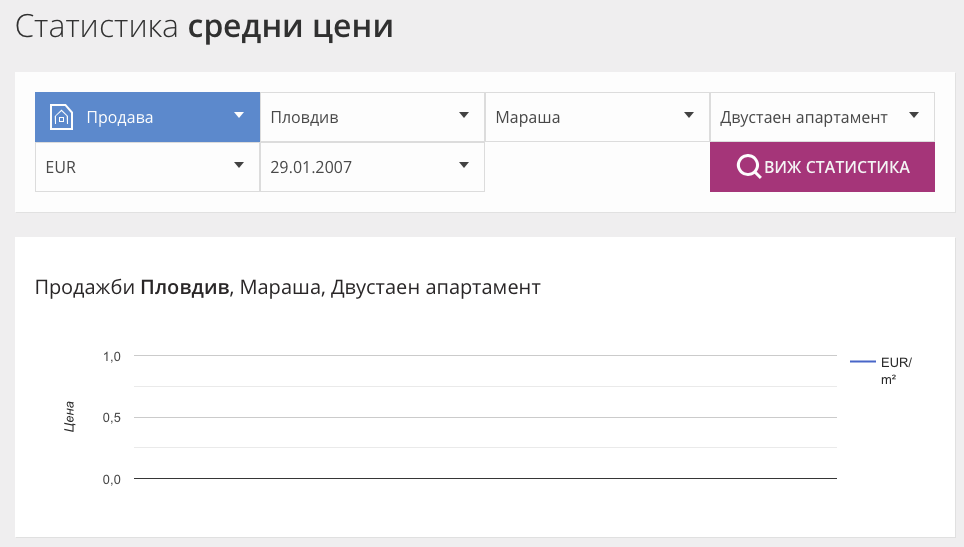 Статистика средни цени
Продава
Пловдив
Мараша
Двустаен апартамент
EUR
29.01.2007
ВИЖ СТАТИСТИКА
Продажби Пловдив, Мараша, Двустаен апартамент
1,0
0,5
0,0
Цена
EUR/
m²